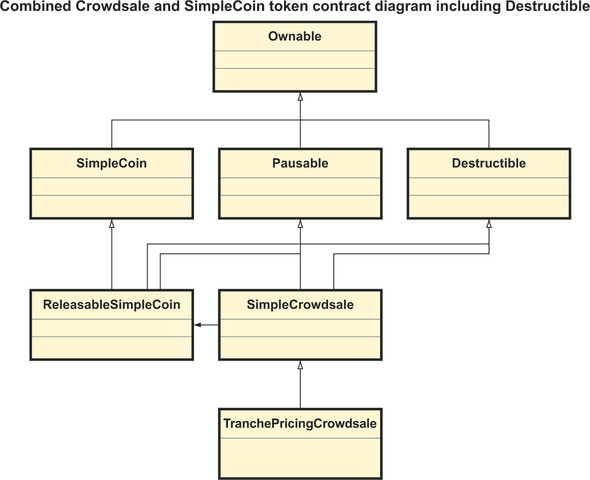 Combined Crowdsale and SimpleCoin token contract diagram including Destructible
Ownable
SimpleCoin
Pausable
Destructible
ReleasableSimpleCoin
SimpleCrowdsale
TranchePricingCrowdsale